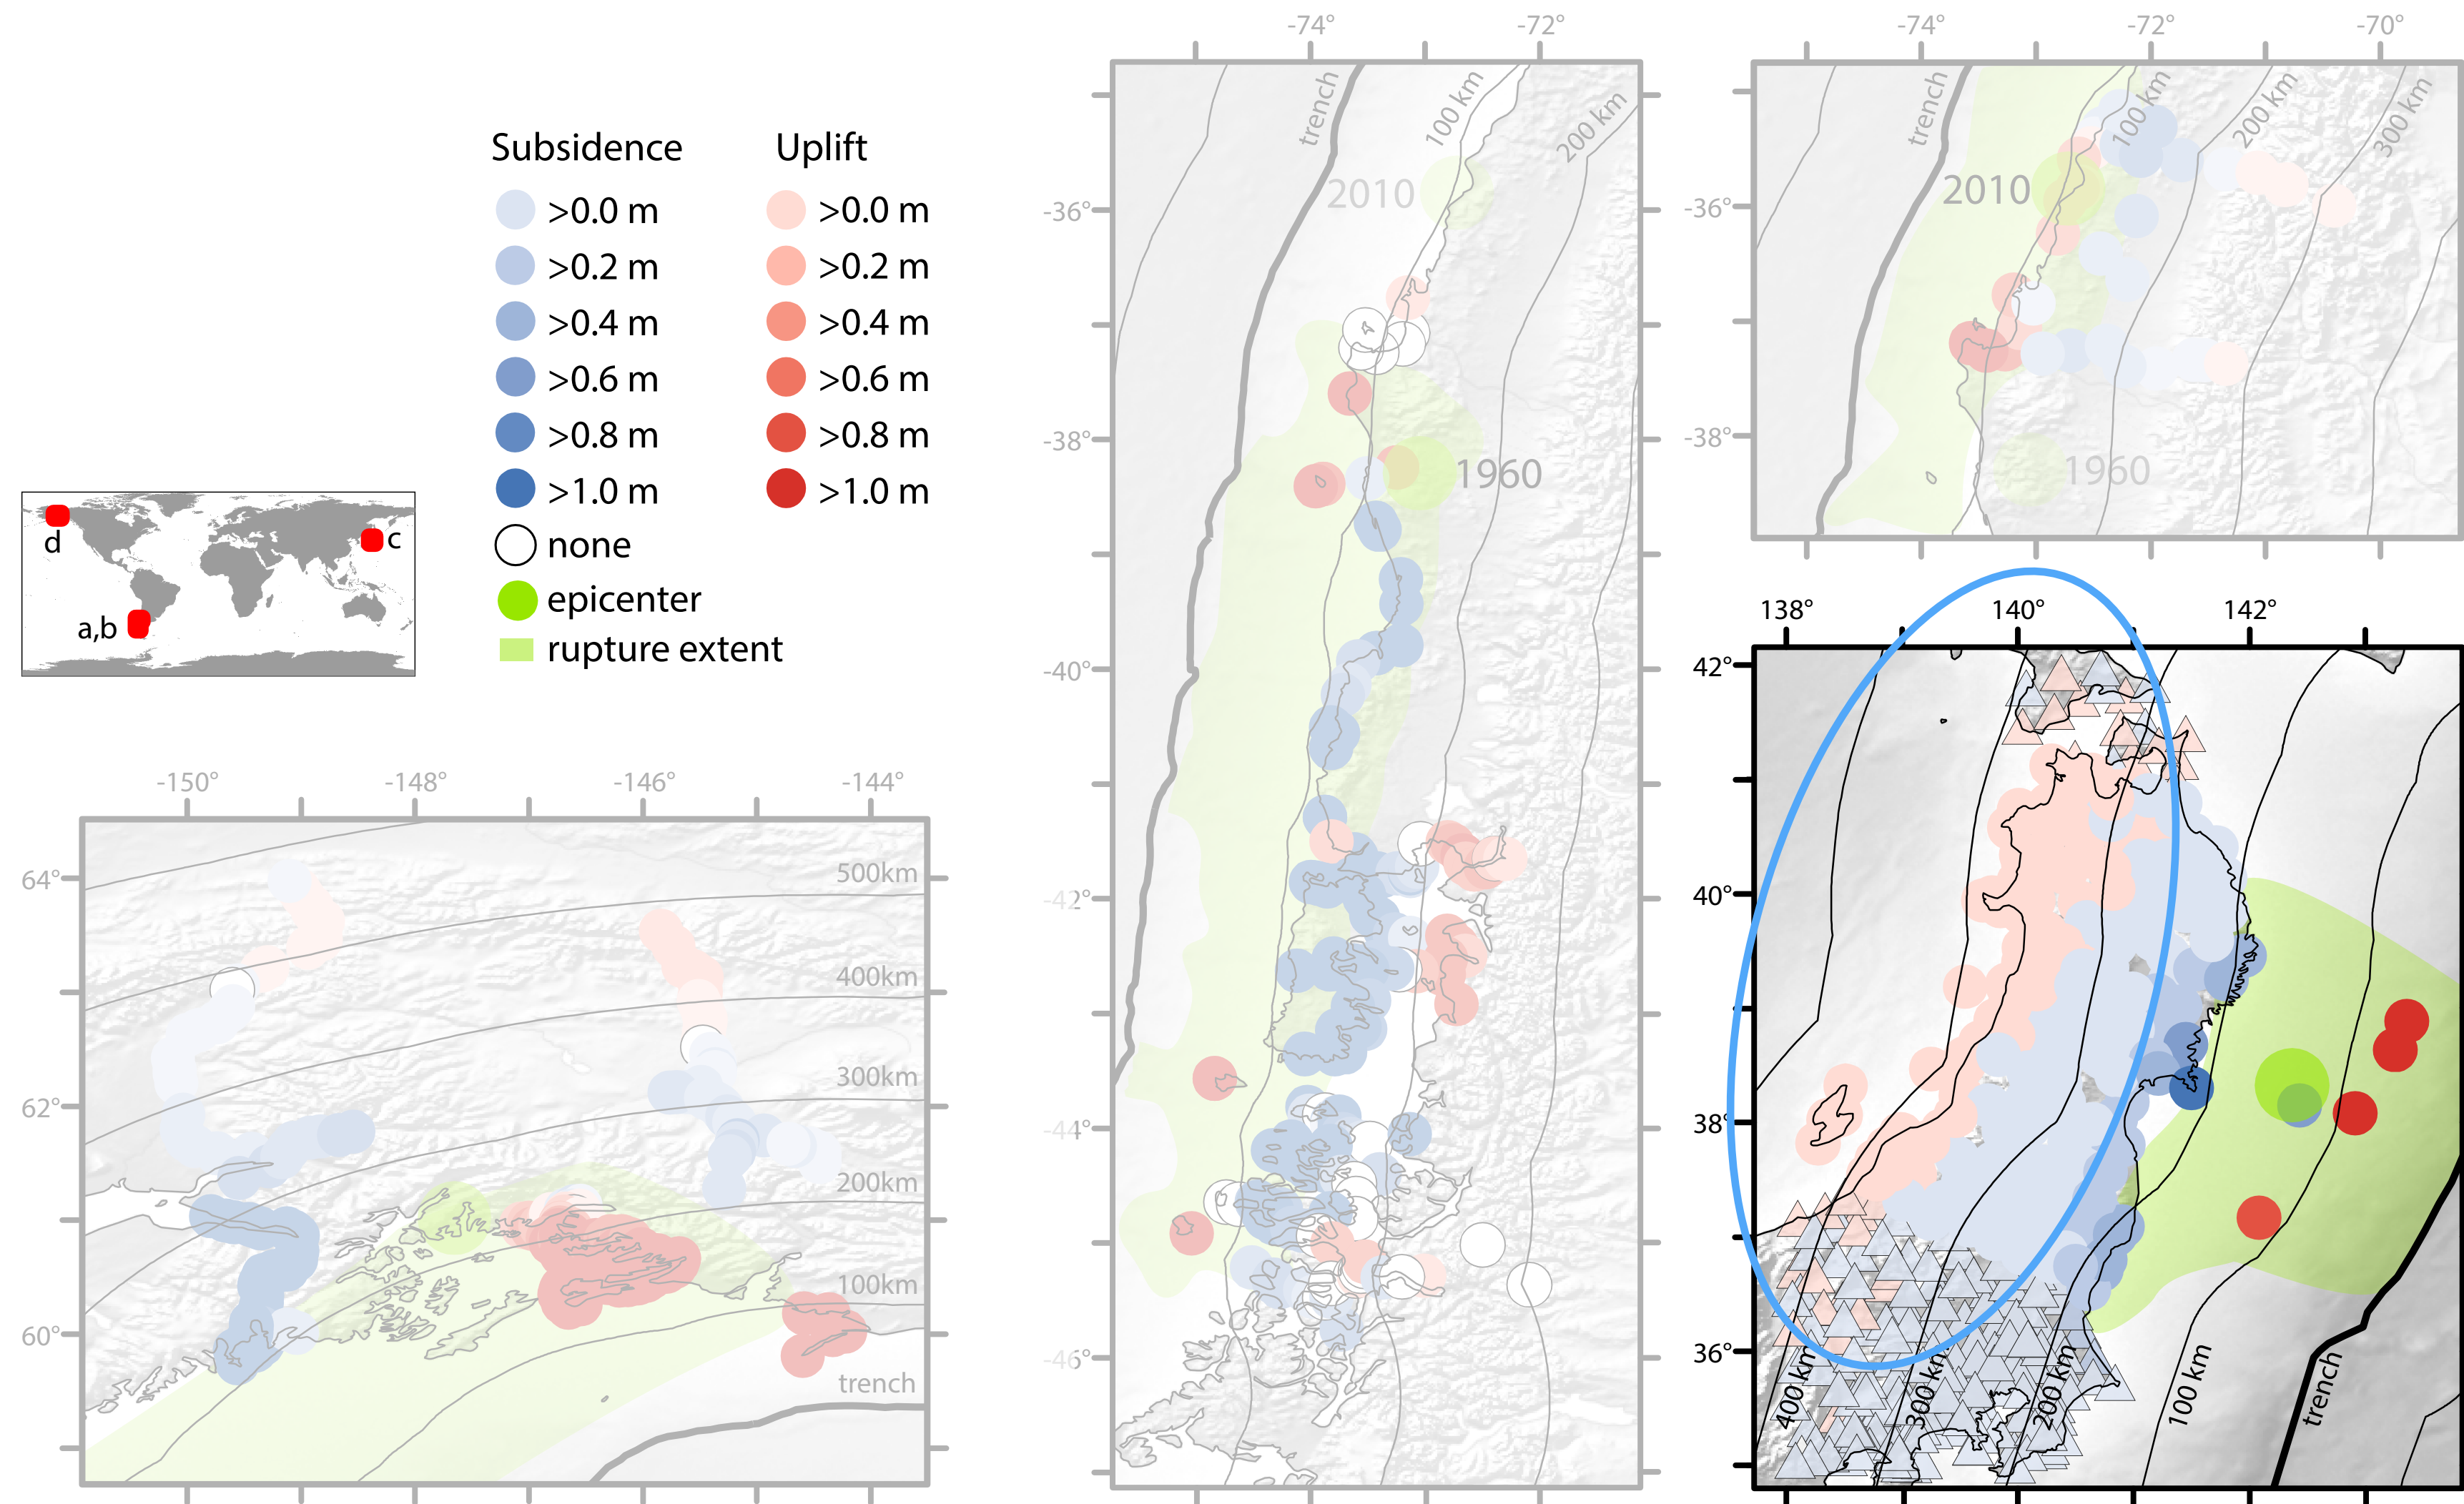 Subsidence Uplift
>0.0 m >0.0 m
>0.2 m >0.2 m
>0.4 m >0.4 m
>0.6 m >0.6 m
>0.8 m >0.8 m
>1.0 m >1.0 m
none
epicenter
rupture extent
d
c
a,b
-150° -148° -146° -144°
64°
62°
60°
500km
400km
300km
200km
100km
trench
-74° -72°
-36°
-38°
-40°
-42°
-44°
-46°
trench
100 km
200 km
2010
1960
-74° -72° -70°
-36°
-38°
trench
100 km
200 km
300 km
2010
1960
138° 140° 142°
42°
40°
38°
36°
400 km
300 km
200 km
100 km
trench